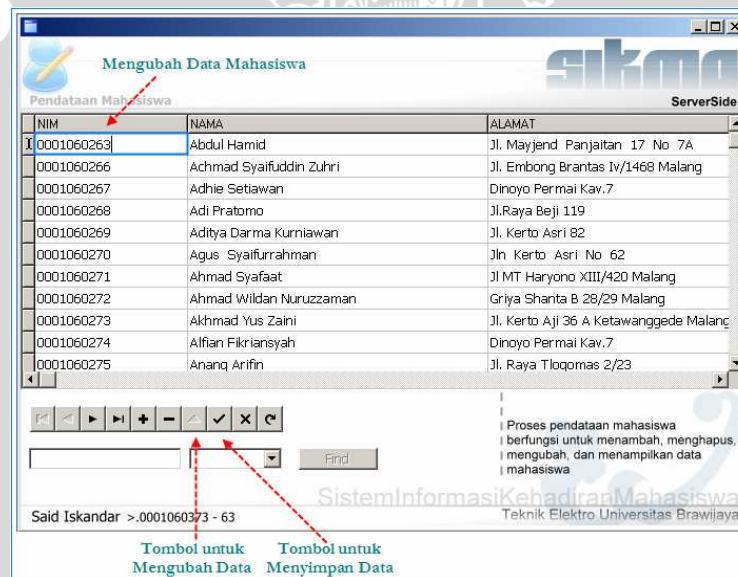 Mengubah Data Mahasiswa
sikma
Pendataan Mahasiswa
ServerSide
NIM NAMA ALAMAT
0001060263 Abdul Hamid Jl. Mayjend Panjaitan 17 No 7A
0001060266 Achmad Syaifuddin Zuhri Jl. Embong Brantas Iv/1468 Malang
0001060267 Adhie Setiawan Dinoyo Permai Kav.7
0001060268 Adi Pratomo Jl.Raya Beji 119
0001060269 Aditya Darma Kurniawan Jl. Kerto Asri 82
0001060270 Agus Syaifurrahman Jln Kerto Asri No 62
0001060271 Ahmad Syafaat Jl MT Haryono XIII/420 Malang
0001060272 Ahmad Wildan Nuruzzaman Griya Shanta B 28/29 Malang
0001060273 Akhmad Yus Zaini Jl. Kerto Aji 36 A Ketawanggede Malang
0001060274 Alfian Fikriansyah Dinoyo Permai Kav.7
0001060275 Anang Arifin Jl. Raya Tlogomas 2/23
Find
Proses pendataan mahasiswa
berfungsi untuk menambah, menghapus,
mengubah, dan menampilkan data
mahasiswa
SistemInformasiKehadiranMahasiswa
Said Iskandar >.0001060373 - 63
Teknik Elektro Universitas Brawijaya
Tombol untuk
Mengubah Data
Tombol untuk
Menyimpan Data